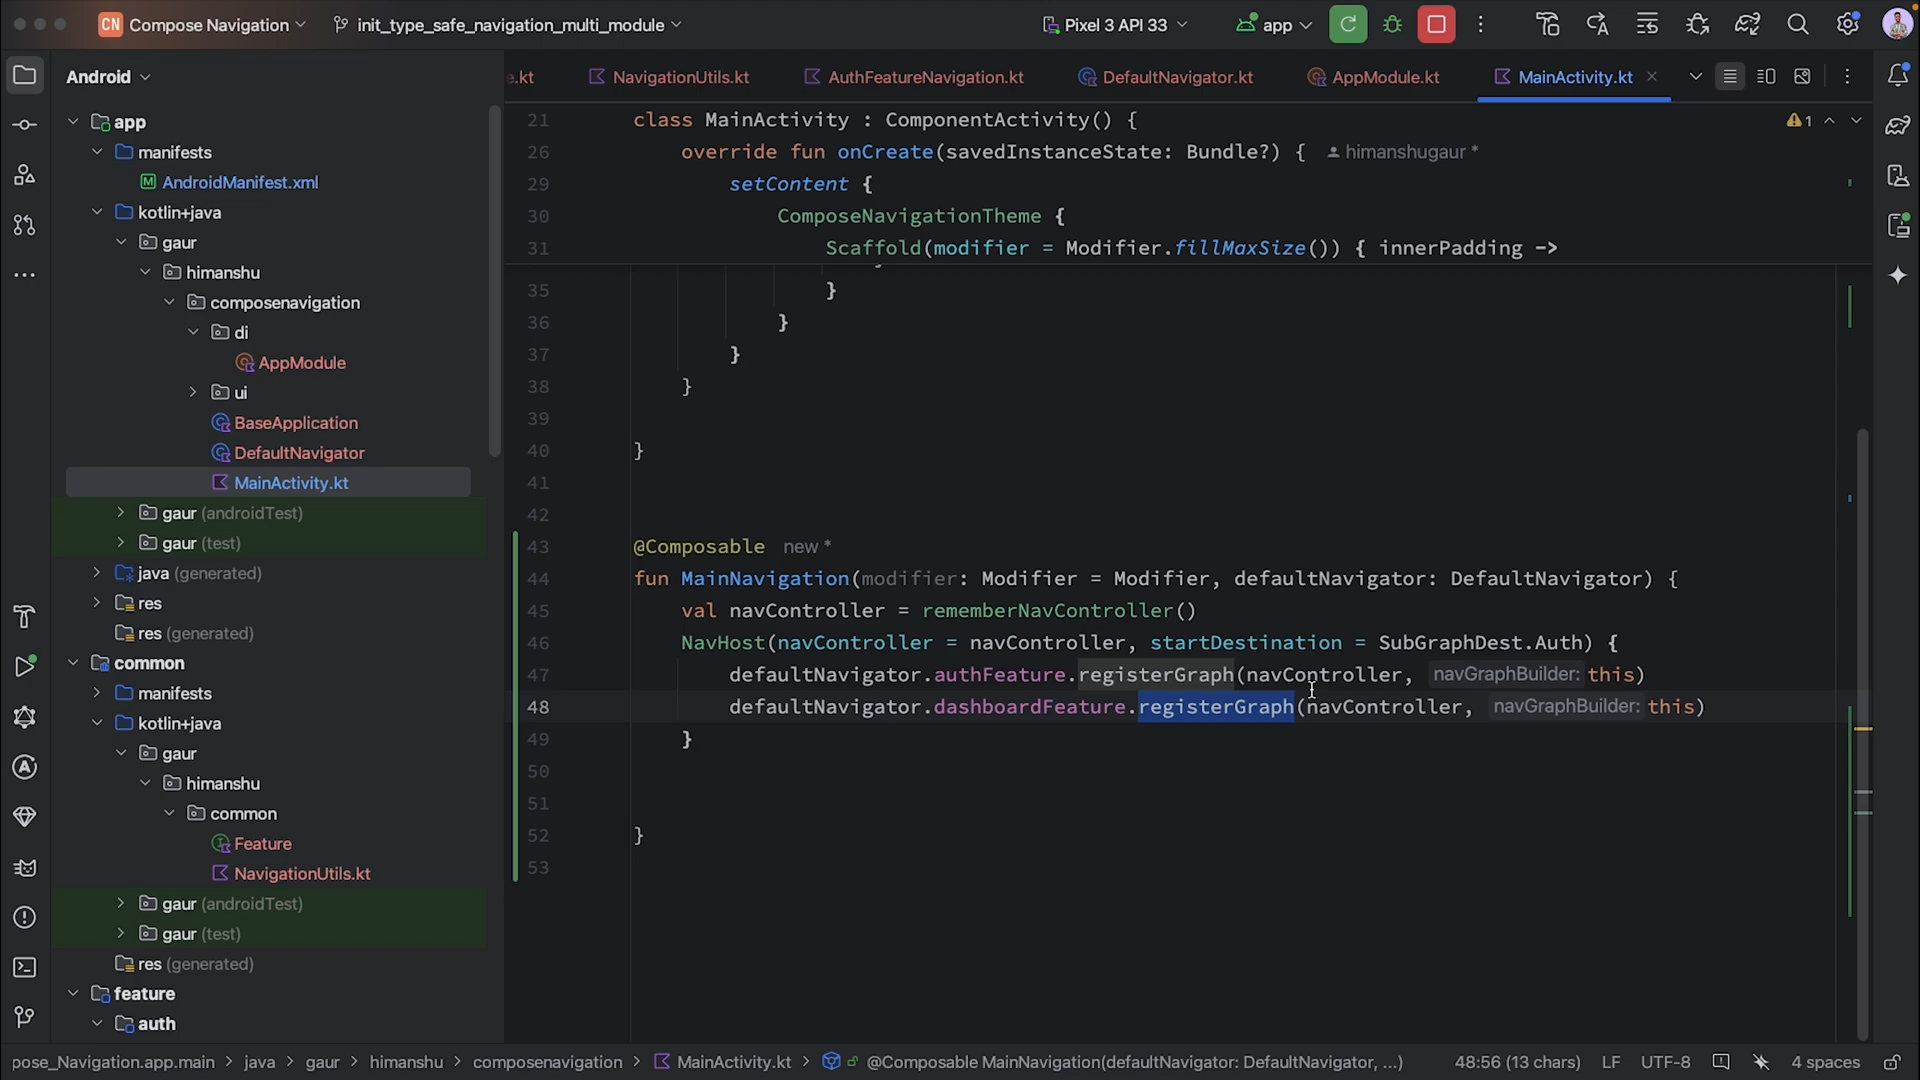 CN Compose Navigation init_type_safe_navigation_multi_module Pixel 3 API 33 app
Android
e.kt NavigationUtils.kt AuthFeatureNavigation.kt DefaultNavigator.kt AppModule.kt MainActivity.kt
app
manifests
AndroidManifest.xml
kotlin+java
gaur
himanshu
composenavigation
di
AppModule
ui
BaseApplication
DefaultNavigator
MainActivity.kt
gaur (androidTest)
gaur (test)
java (generated)
res
res (generated)
common
manifests
kotlin+java
gaur
himanshu
common
Feature
NavigationUtils.kt
gaur (androidTest)
gaur (test)
res (generated)
feature
auth
21 class MainActivity : ComponentActivity() { 1
26 override fun onCreate(savedInstanceState: Bundle?) { himanshugaur *
29 setContent {
30 ComposeNavigationTheme {
31 Scaffold(modifier = Modifier.fillMaxSize()) { innerPadding ->
}
35 }
36 }
37 }
38 }
39
40 }
41
42
43 @Composable new *
44 fun MainNavigation(modifier: Modifier = Modifier, defaultNavigator: DefaultNavigator) {
45 val navController = rememberNavController()
46 NavHost(navController = navController, startDestination = SubGraphDest.Auth) {
47 defaultNavigator.authFeature.registerGraph(navController, navGraphBuilder: this)
48 defaultNavigator.dashboardFeature.registerGraph(navController, navGraphBuilder: this)
49 }
50
51
52 }
53
pose_Navigation.app.main > java > gaur > himanshu > composenavigation > MainActivity.kt > @Composable MainNavigation(defaultNavigator: DefaultNavigator, ...) 48:56 (13 chars) LF UTF-8 4 spaces